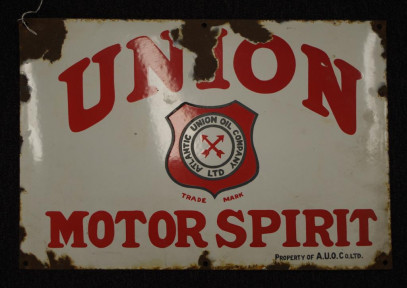 UNION
ATLANTIC UNION OIL COMPANY
LTD
TRADE MARK
MOTOR SPIRIT
PROPERTY OF A.U.O. CO. LTD.